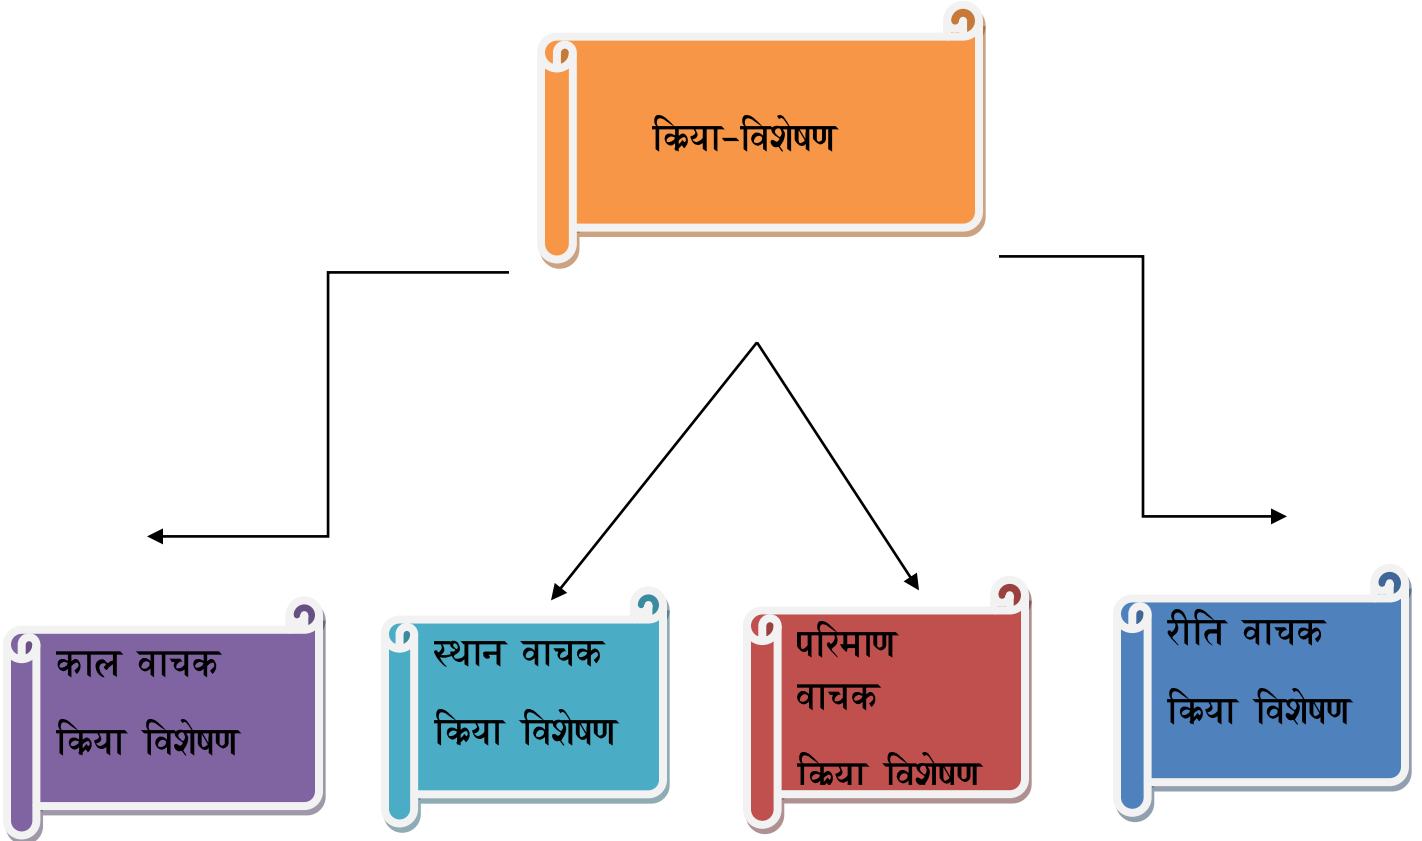 क्रिया-विशेषण
काल वाचक
क्रिया विशेषण
स्थान वाचक
क्रिया विशेषण
परिमाण
वाचक
क्रिया विशेषण
रीति वाचक
क्रिया विशेषण